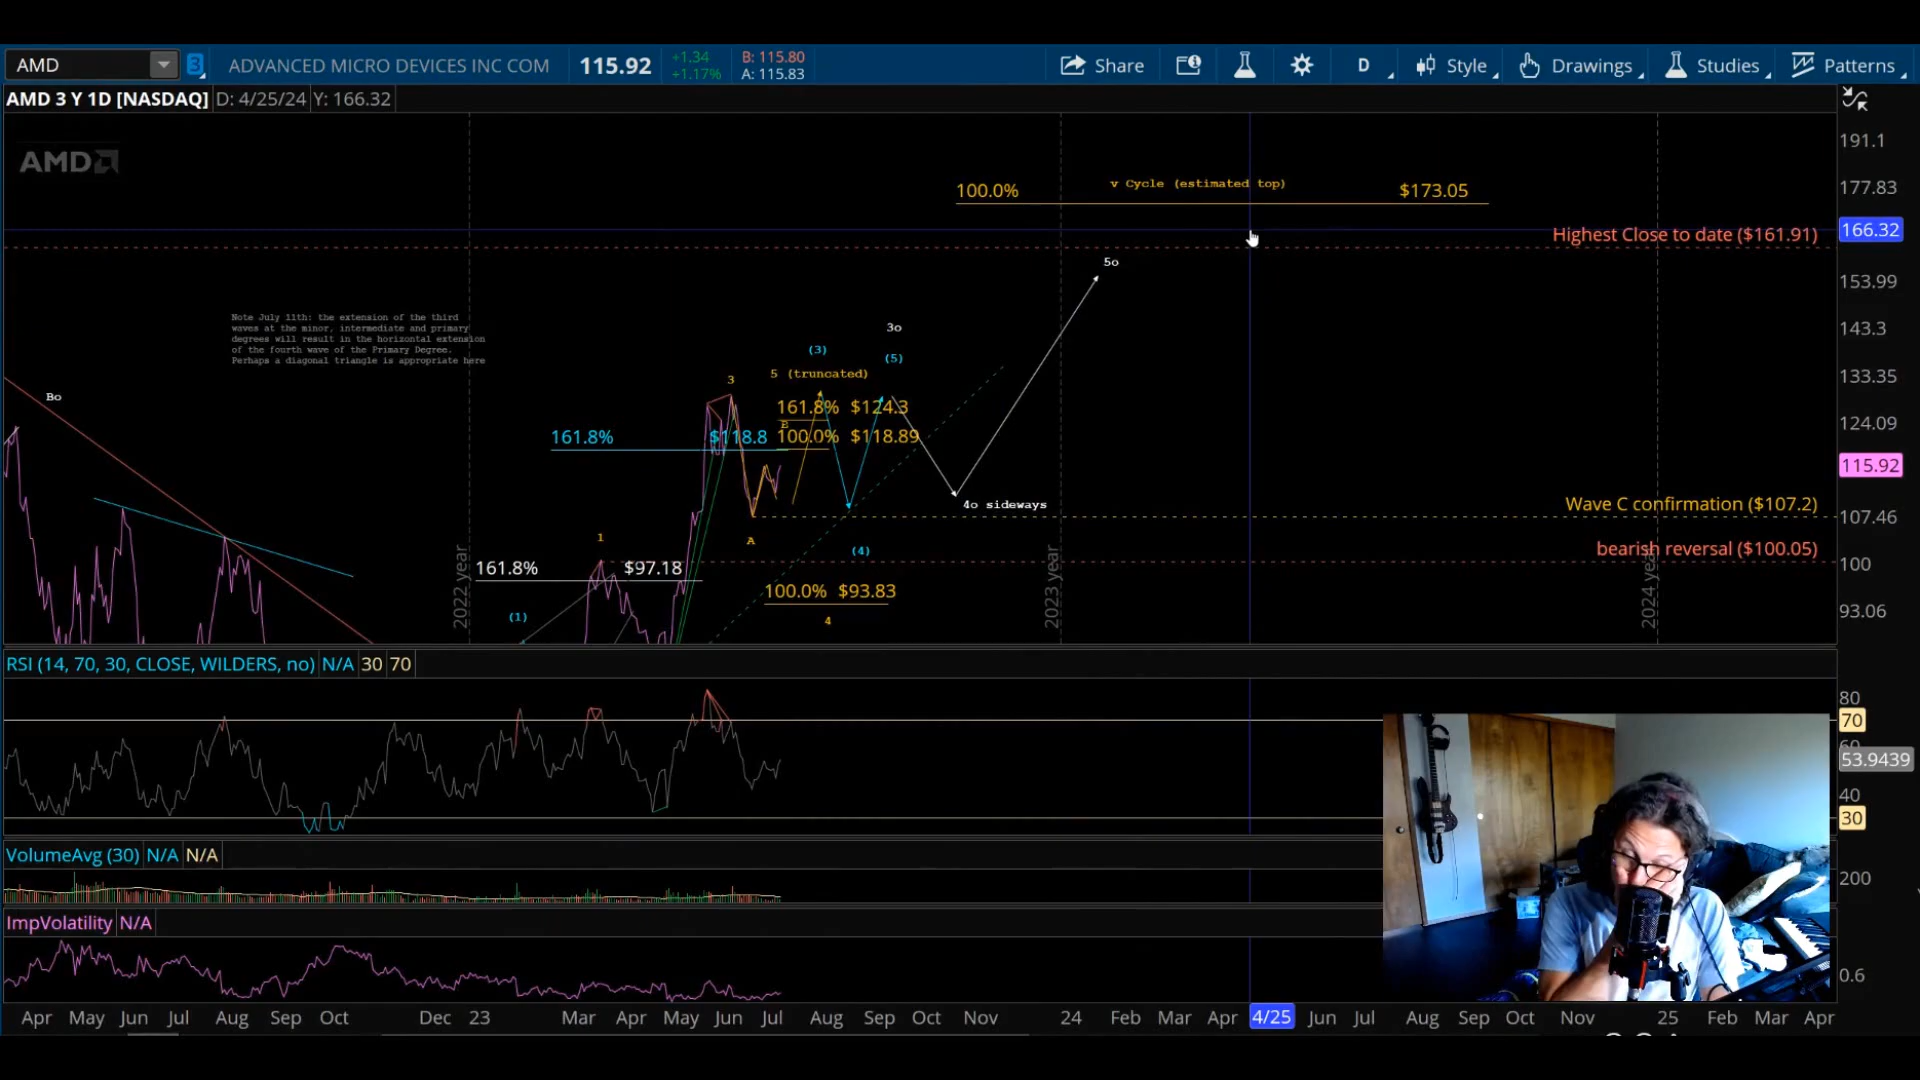 AMD
3
ADVANCED MICRO DEVICES INC COM
115.92
+1.34
+1.17%
B: 115.80
A: 115.83
Share
D
Style
Drawings
Studies
Patterns
AMD 3 Y 1D [NASDAQ]
D: 4/25/24
Y: 166.32
AMD
191.1
177.83
166.32
153.99
143.3
133.35
124.09
115.92
107.46
100
93.06
100.0%
v Cycle (estimated top)
$173.05
Highest Close to date ($161.91)
5o
Note July 11th: the extension of the third
waves at the minor, intermediate and primary
degrees will result in the horizontal extension
of the fourth wave of the Primary Degree.
Perhaps a diagonal triangle is appropriate here
3o
(3)
(5)
5 (truncated)
3
Bo
161.8% $124.3
B
161.8%
$118.8
100.0% $118.89
4o sideways
Wave C confirmation ($107.2)
1
A
(4)
bearish reversal ($100.05)
161.8%
$97.18
100.0% $93.83
(1)
4
2022 year
2023 year
2024 year
RSI (14, 70, 30, CLOSE, WILDERS, no)
N/A
30
70
80
70
60
53.9439
40
30
VolumeAvg (30)
N/A
N/A
200
ImpVolatility
N/A
0.6
Apr
May
Jun
Jul
Aug
Sep
Oct
Dec
23
Mar
Apr
May
Jun
Jul
Aug
Sep
Oct
Nov
24
Feb
Mar
Apr
4/25
Jun
Jul
Aug
Sep
Oct
Nov
25
Feb
Mar
Apr